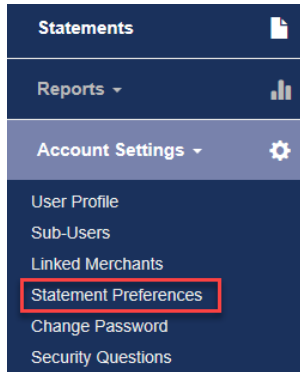 Statements
Reports
Account Settings
User Profile
Sub-Users
Linked Merchants
Statement Preferences
Change Password
Security Questions